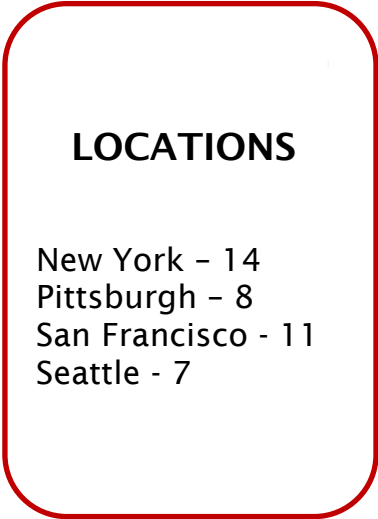 LOCATIONS
New York – 14
Pittsburgh – 8
San Francisco - 11
Seattle - 7